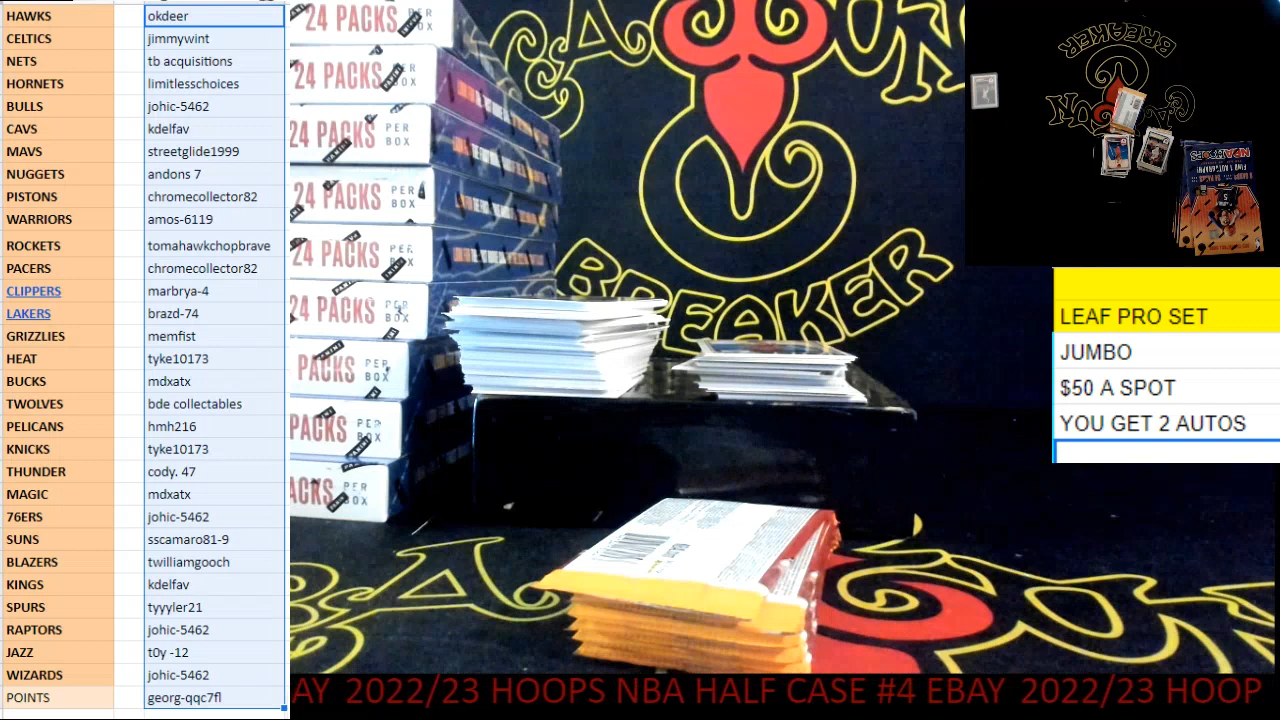 HAWKS okdeer
CELTICS jimmywint
NETS tb acquisitions
HORNETS limitlesschoices
BULLS johic-5462
CAVS kdelfav
MAVS streetglide1999
NUGGETS andons 7
PISTONS chromecollector82
WARRIORS amos-6119
ROCKETS tomahawkchopbrave
PACERS chromecollector82
CLIPPERS marbrya-4
LAKERS brazd-74
GRIZZLIES memfist
HEAT tyke10173
BUCKS mdxatx
TWOLVES bde collectables
PELICANS hmh216
KNICKS tyke10173
THUNDER cody. 47
MAGIC mdxatx
76ERS johic-5462
SUNS sscamaro81-9
BLAZERS twilliamgooch
KINGS kdelfav
SPURS tyyyler21
RAPTORS johic-5462
JAZZ t0y -12
WIZARDS johic-5462
POINTS georg-qqc7fl
24 PACKS PER BOX
24 PACKS PER BOX
24 PACKS PER BOX
24 PACKS PER BOX
24 PACKS PER BOX
24 PACKS PER BOX
PACKS PER BOX
PACKS PER BOX
ACKS PER BOX
BREAKER
BREAKER
LEAF PRO SET
JUMBO
$50 A SPOT
YOU GET 2 AUTOS
AY 2022/23 HOOPS NBA HALF CASE #4 EBAY 2022/23 HOOP